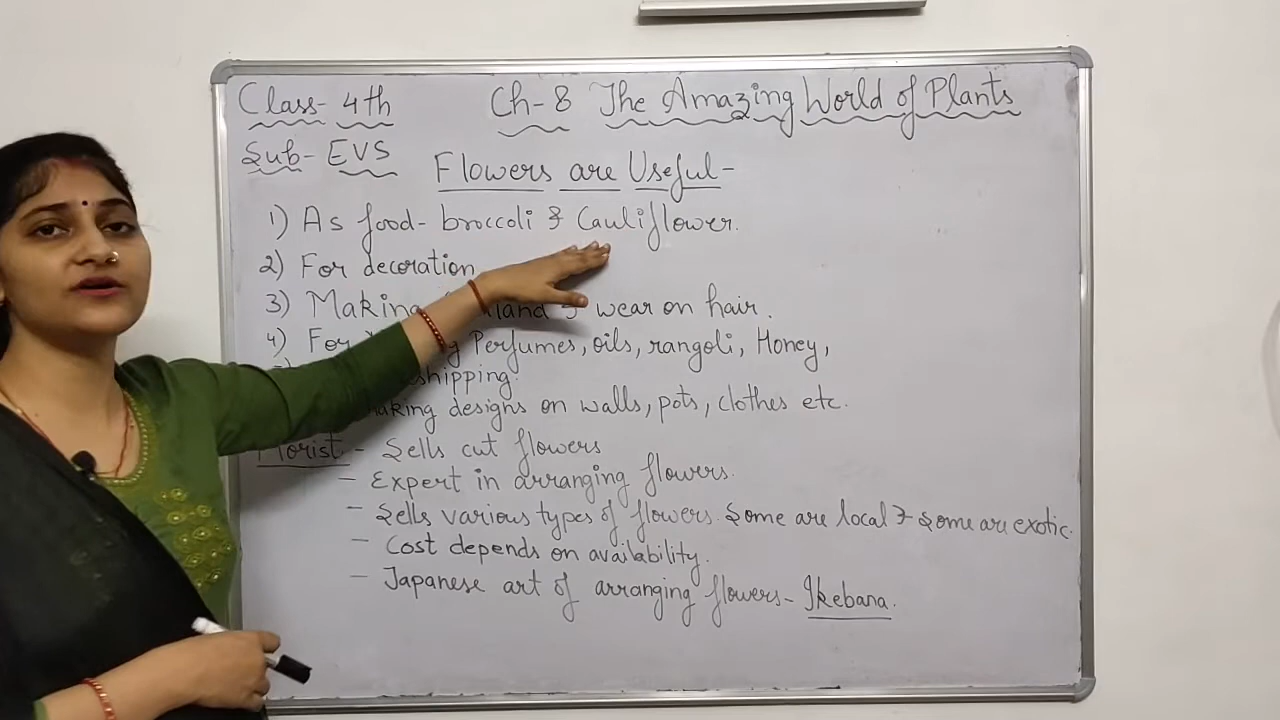 Class- 4th
Ch-8 The Amazing World of Plants
Sub- EVS
Flowers are Useful-
1) As food- broccoli & Cauliflower.
2) For decoration
3) Making & wear on hair.
4) For Perfumes, oils, rangoli, Honey,
making designs on walls, pots, clothes etc.
Florist - Sells cut flowers
- Expert in arranging flowers.
- Sells various types of flowers. Some are local & some are exotic.
- Cost depends on availability.
- Japanese art of arranging flowers- Ikebana.